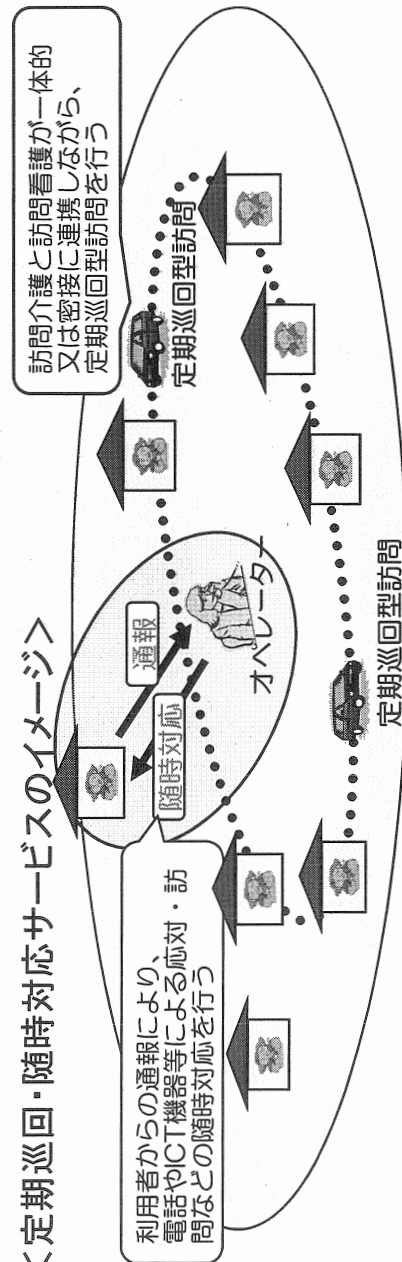 <定期巡回・随時対応サービスのイメージ>
訪問介護と訪問看護が一体的
又は密接に連携しながら、
定期巡回型訪問を行う
定期巡回型訪問
通報
随時対応
オペレーター
利用者からの通報により、
電話やICT機器等による応対・訪
問などの随時対応を行う
定期巡回型訪問